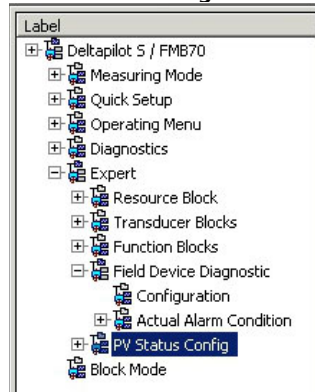 Label
Deltapilot S / FMB70
Measuring Mode
Quick Setup
Operating Menu
Diagnostics
Expert
Resource Block
Transducer Blocks
Function Blocks
Field Device Diagnostic
Configuration
Actual Alarm Condition
PV Status Config
Block Mode